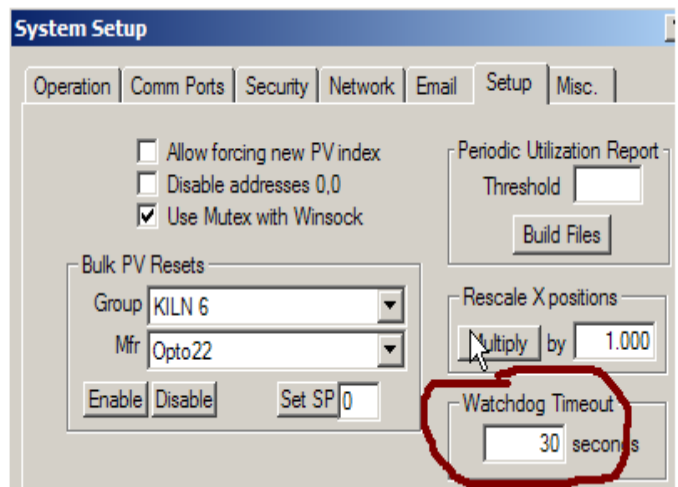 System Setup
Operation Comm Ports Security Network Email Setup Misc.
Allow forcing new PV index
Disable addresses 0,0
Use Mutex with Winsock
Periodic Utilization Report
Threshold
Build Files
Bulk PV Resets
Group KILN 6
Mfr Opto22
Enable Disable Set SP 0
Rescale X positions
Multiply by 1.000
Watchdog Timeout
30 seconds